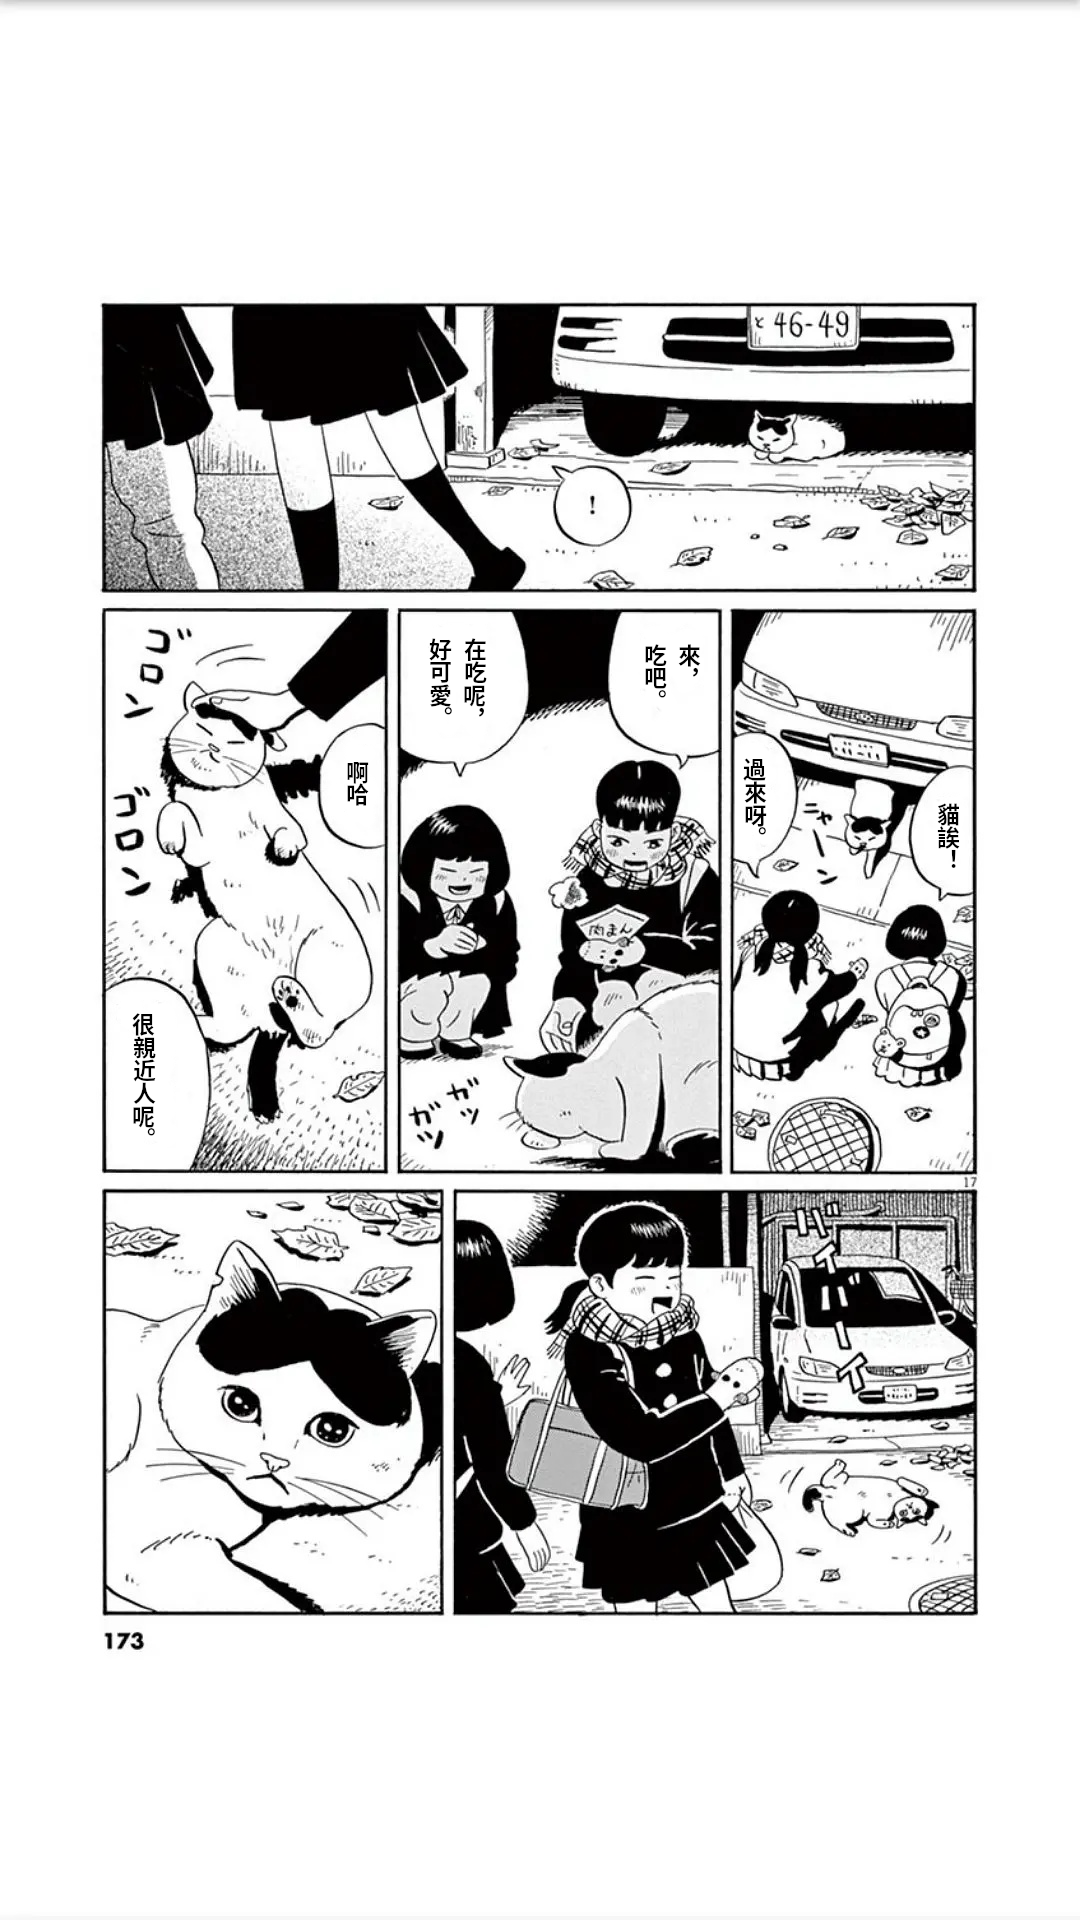 と 46-49
!
貓誒!
過來呀。
ニャーン
來,
吃吧。
肉まん
在吃呢,
好可愛。
ガツ
ガツ
啊哈
ゴロン
ゴロン
很親近人呢。
17
バイバーイ
173